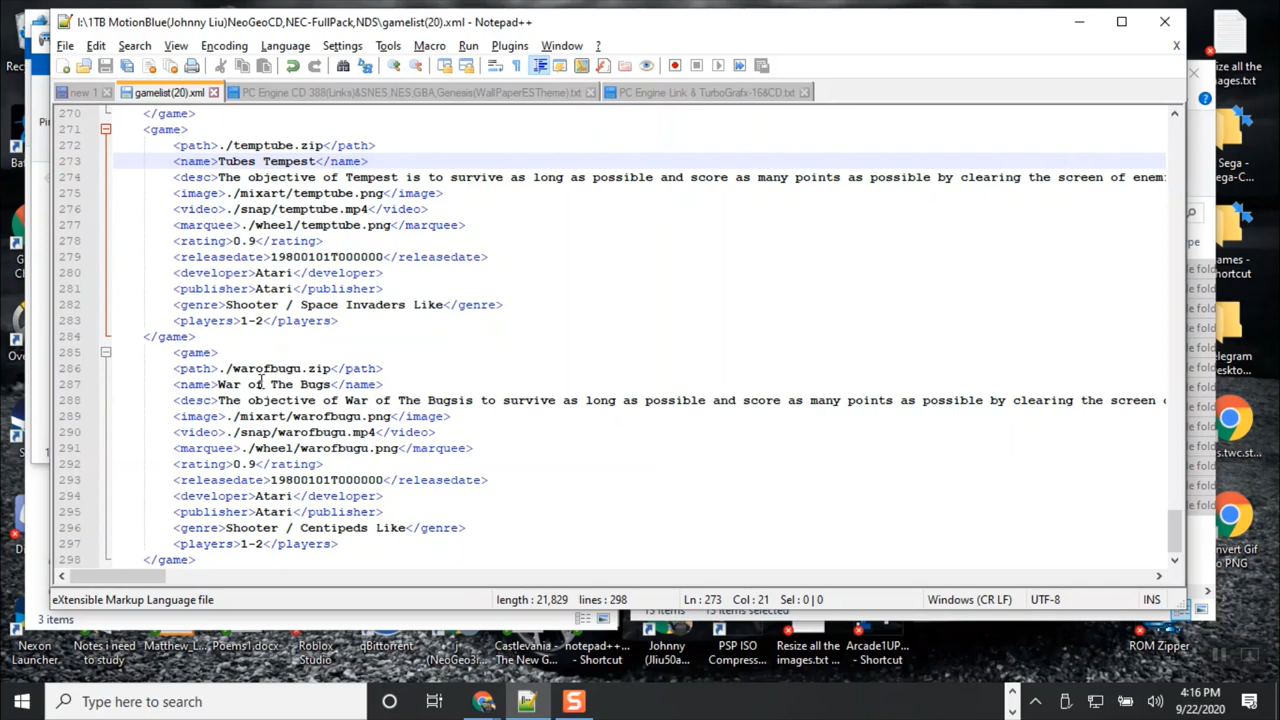 I:\1TB MotionBlue(Johnny Liu)NeoGeoCD,NEC-FullPack,NDS\gamelist(20).xml - Notepad++
File Edit Search View Encoding Language Settings Tools Macro Run Plugins Window ? X
new 1 gamelist(20).xml PC Engine CD 388(Links)&SNES,NES,GBA,Genesis(WallPaperESTheme).txt PC Engine Link & TurboGrafx-16&CD.txt
270 </game>
271 <game>
272 <path>./temptube.zip</path>
273 <name>Tubes Tempest</name>
274 <desc>The objective of Tempest is to survive as long as possible and score as many points as possible by clearing the screen of enemi
275 <image>./mixart/temptube.png</image>
276 <video>./snap/temptube.mp4</video>
277 <marquee>./wheel/temptube.png</marquee>
278 <rating>0.9</rating>
279 <releasedate>19800101T000000</releasedate>
280 <developer>Atari</developer>
281 <publisher>Atari</publisher>
282 <genre>Shooter / Space Invaders Like</genre>
283 <players>1-2</players>
284 </game>
285 <game>
286 <path>./warofbugu.zip</path>
287 <name>War of The Bugs</name>
288 <desc>The objective of War of The Bugsis to survive as long as possible and score as many points as possible by clearing the screen
289 <image>./mixart/warofbugu.png</image>
290 <video>./snap/warofbugu.mp4</video>
291 <marquee>./wheel/warofbugu.png</marquee>
292 <rating>0.9</rating>
293 <releasedate>19800101T000000</releasedate>
294 <developer>Atari</developer>
295 <publisher>Atari</publisher>
296 <genre>Shooter / Centipeds Like</genre>
297 <players>1-2</players>
298 </game>
eXtensible Markup Language file length : 21,829 lines : 298 Ln : 273 Col : 21 Sel : 0 | 0 Windows (CR LF) UTF-8 INS
3 items
Nexon Launcher
Notes i need to study
Matthew_L...
Poems1.docx
Roblox Studio
qBittorrent
Castlevania - The New G...
notepad++... - Shortcut
Johnny
PSP ISO Compress...
Resize all the images.txt ...
Arcade1UP... - Shortcut
ROM Zipper
Sega - Sega-C...
Type here to search
4:16 PM
9/22/2020